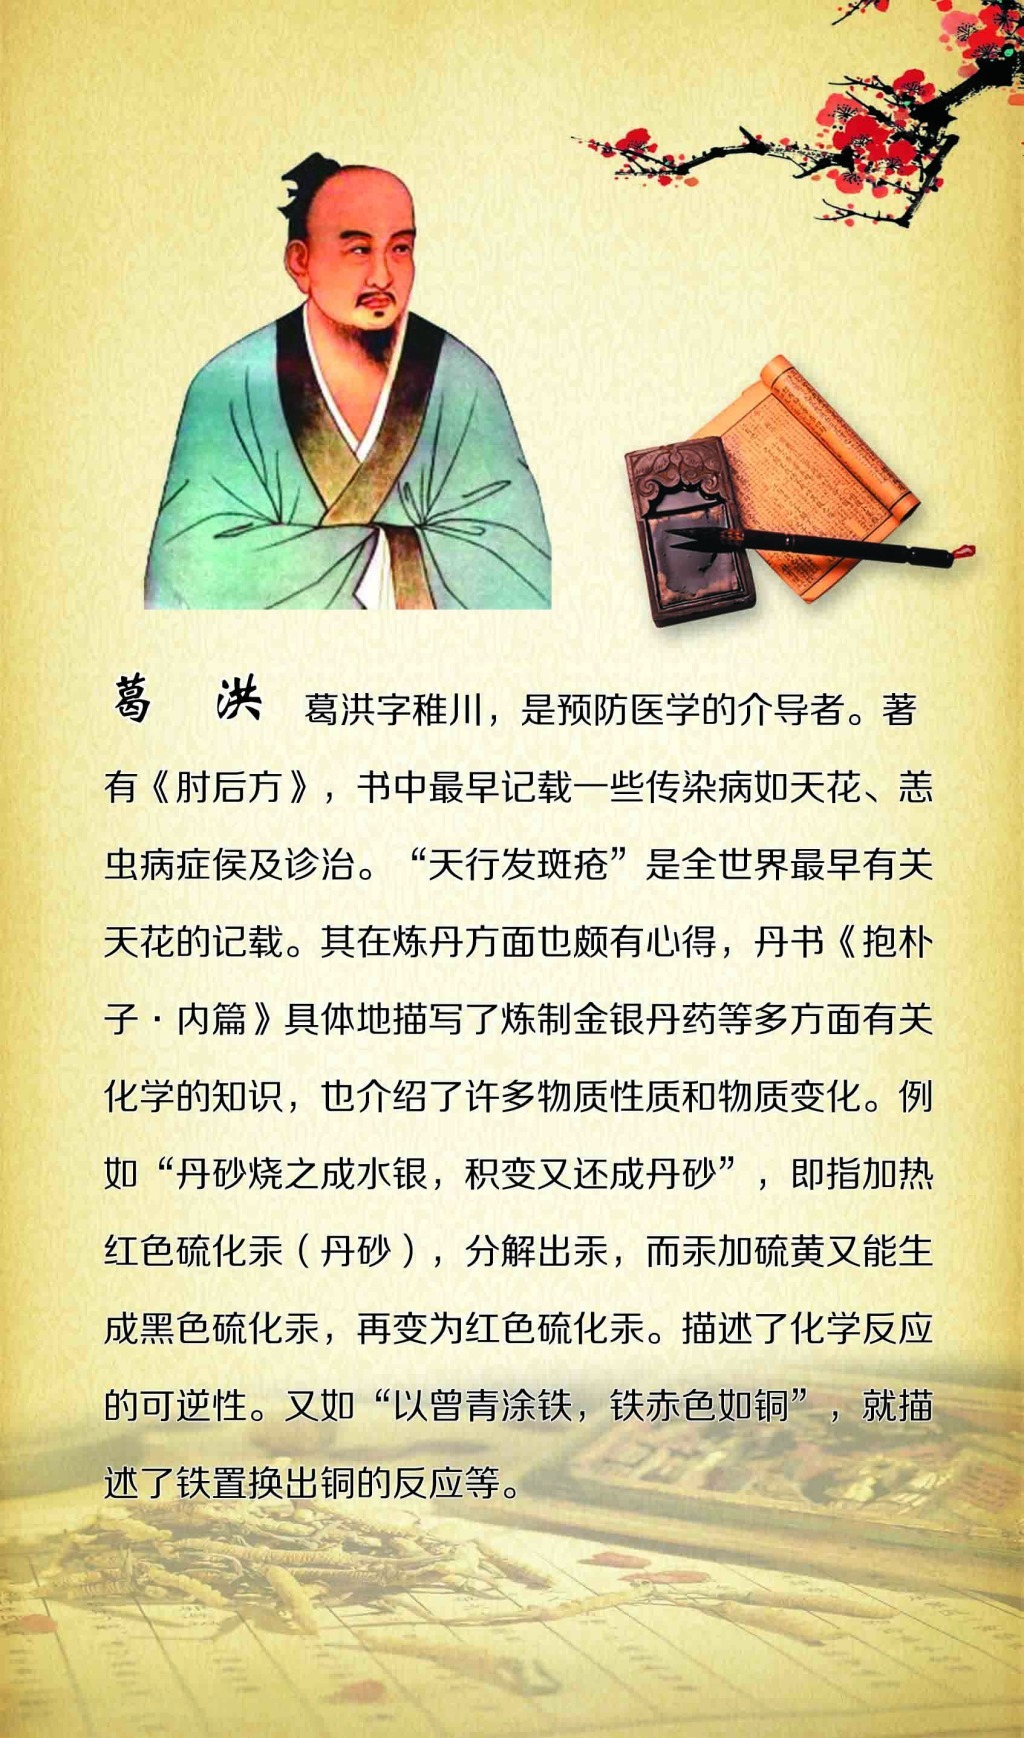 葛 洪 葛洪字稚川，是预防医学的介导者。著
有《肘后方》，书中最早记载一些传染病如天花、恙
虫病症侯及诊治。“天行发斑疮”是全世界最早有关
天花的记载。其在炼丹方面也颇有心得，丹书《抱朴
子·内篇》具体地描写了炼制金银丹药等多方面有关
化学的知识，也介绍了许多物质性质和物质变化。例
如“丹砂烧之成水银，积变又还成丹砂”，即指加热
红色硫化汞（丹砂），分解出汞，而汞加硫黄又能生
成黑色硫化汞，再变为红色硫化汞。描述了化学反应
的可逆性。又如“以曾青涂铁，铁赤色如铜”，就描
述了铁置换出铜的反应等。